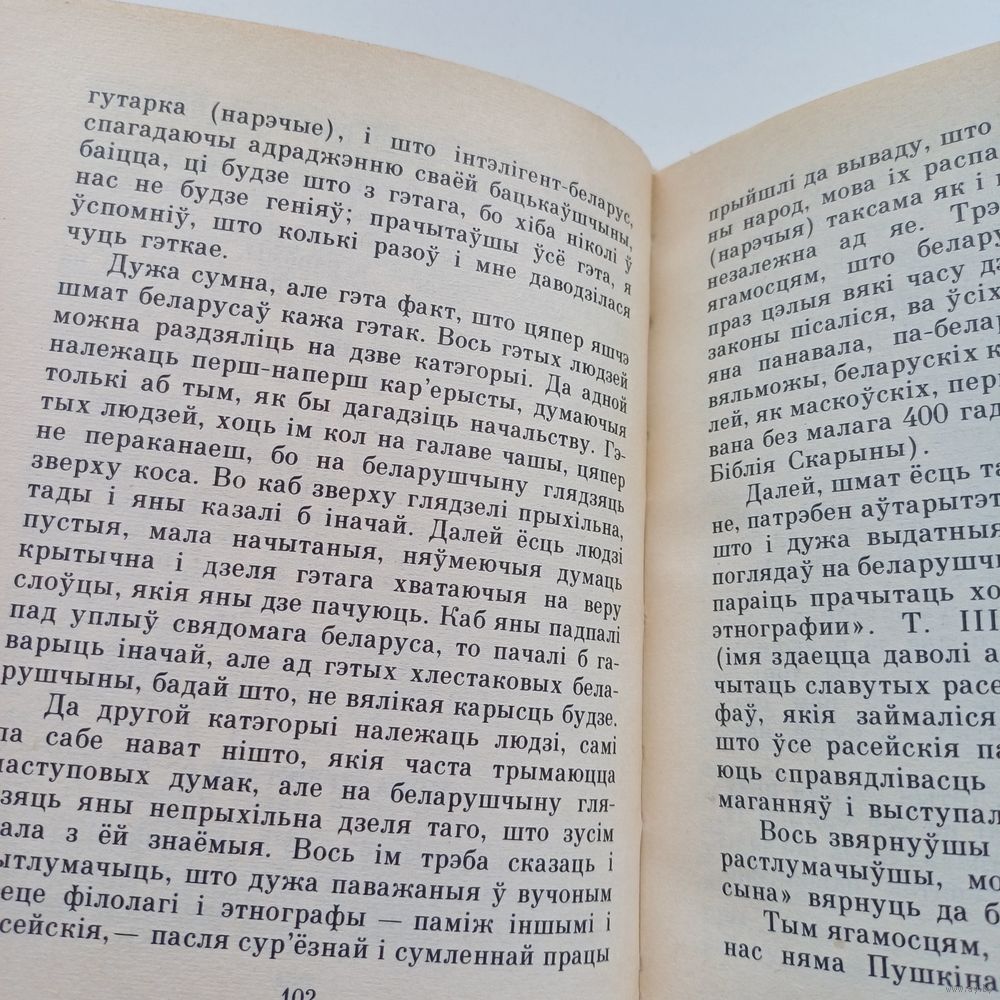 гутарка (нарэчые), і што інтэлігент-беларус,
спагадаючы адраджэнню сваёй бацькаўшчыны,
баіцца, ці будзе што з гэтага, бо хіба ніколі ў
нас не будзе геніяў; прачытаўшы ўсё гэта, я
ўспомніў, што колькі разоў і мне даводзілася
чуць гэткае.
Дужа сумна, але гэта факт, што цяпер яшчэ
шмат беларусаў кажа гэтак. Вось гэтых людзей
можна раздзяліць на дзве катэгорыі. Да адной
належаць перш-наперш кар’ерысты, думаючыя
толькі аб тым, як бы дагадзіць начальству. Гэ-
тых людзей, хоць ім кол на галаве чашы, цяпер
не пераканаеш, бо на беларушчыну глядзяць
зверху коса. Во каб зверху глядзелі прыхільна,
тады і яны казалі б іначай. Далей ёсць людзі
пустыя, мала начытаныя, няўмеючыя думаць
крытычна і дзеля гэтага хватаючыя на веру
слоўцы, якія яны дзе пачуюць. Каб яны падпалі
пад уплыў свядомага беларуса, то пачалі б га-
варыць іначай, але ад гэтых хлестаковых бела-
рушчыны, бадай што, не вялікая карысць будзе.
Да другой катэгорыі належаць людзі, самі
па сабе нават нішто, якія часта трымаюцца
наступовых думак, але на беларушчыну гля-
дзяць яны непрыхільна дзеля таго, што зусім
ала з ёй знаёмыя. Вось ім трэба сказаць і
ытлумачыць, што дужа паважаныя ў вучоным
еце філолагі і этнографы — паміж іншымі і
сейскія,— пасля сур’ёзнай і сумленнай працы
102
прыйшлі да вываду, што
ны народ, мова іх распа
(нарэчыя) таксама як і
незалежна ад яе. Трэ
ягамосцям, што белару
праз цэлыя вякі часу дз
законы пісаліся, ва ўсіх
яна панавала, па-белар
вяльможы, беларускіх к
лей, як маскоўскіх, пер
вана без малага 400 гад
Біблія Скарыны).
Далей, шмат ёсць та
не, патрэбен аўтарытэт
што і дужа выдатныя
поглядаў на беларушчы
параіць прачытаць хо
этнографии». Т. III
(імя здаецца даволі а
чытаць славутых расе
фаў, якія займаліся
што ўсе расейскія па
юць справядлівасць
маганняў і выступал
Вось звярнуўшы
растлумачыўшы, мо
сына» вярнуць да б
Тым ягамосцям,
нас няма Пушкіна